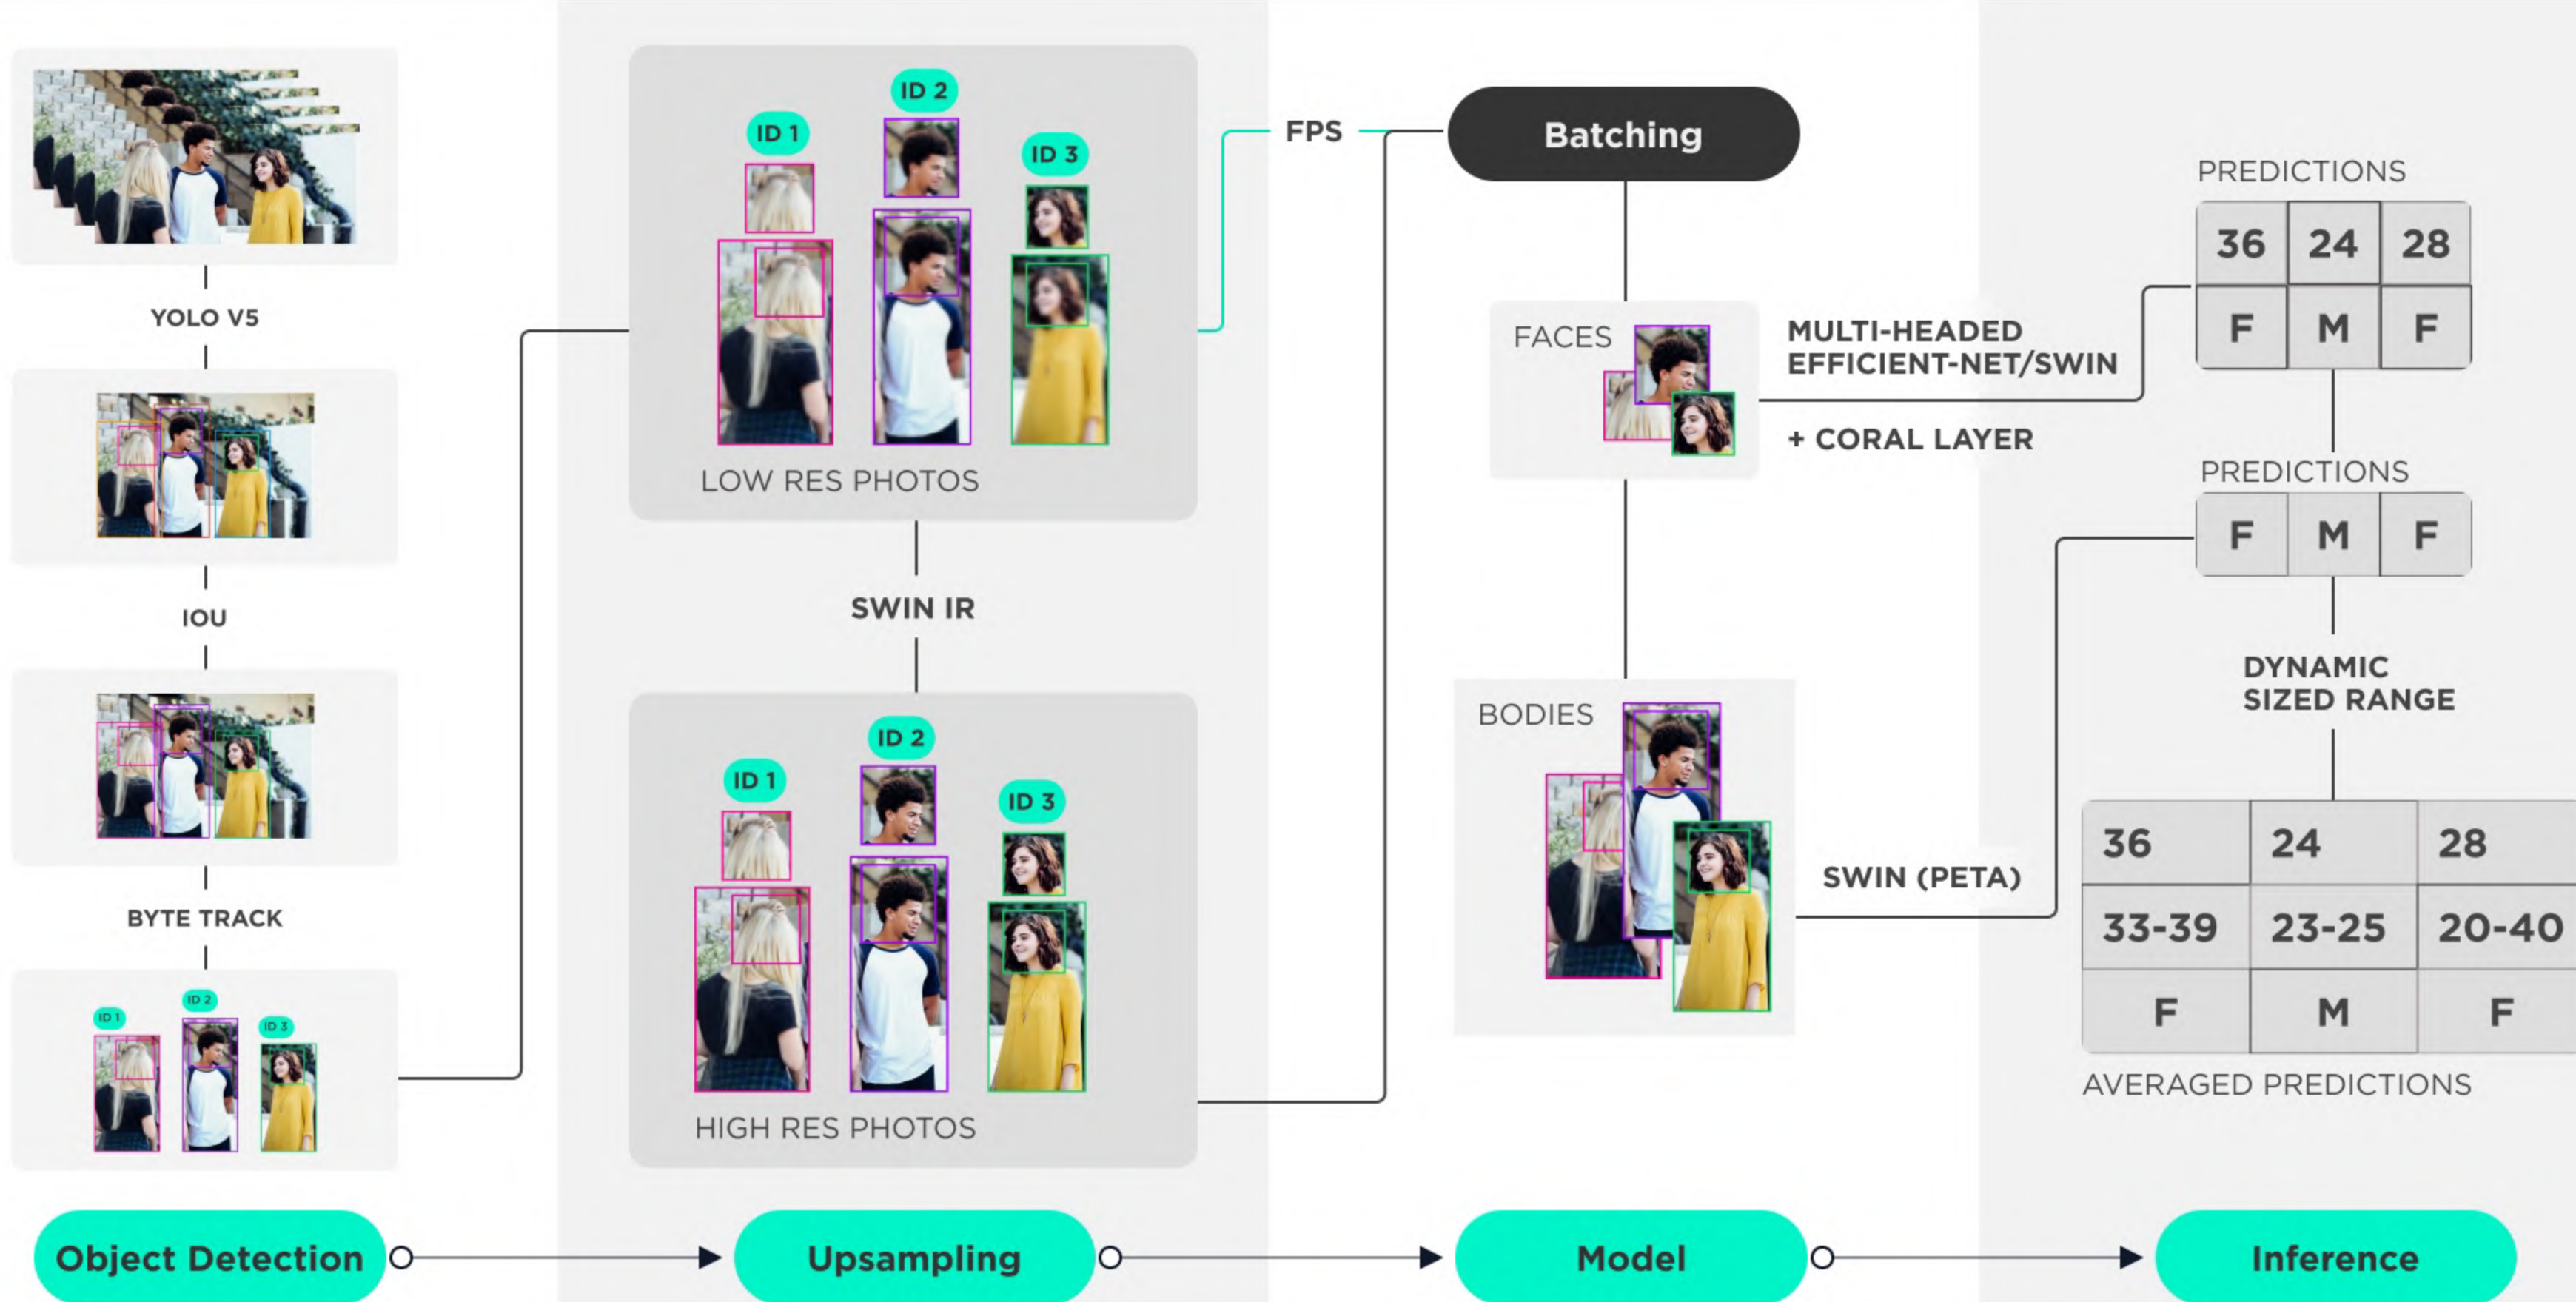 YOLO V5
IOU
BYTE TRACK
ID 1
ID 2
ID 3
Object Detection
ID 1
ID 2
ID 3
LOW RES PHOTOS
SWIN IR
ID 1
ID 2
ID 3
HIGH RES PHOTOS
Upsampling
FPS
Batching
FACES
MULTI-HEADED
EFFICIENT-NET/SWIN
+ CORAL LAYER
BODIES
SWIN (PETA)
Model
PREDICTIONS
36 24 28
F M F
PREDICTIONS
F M F
DYNAMIC
SIZED RANGE
36 24 28
33-39 23-25 20-40
F M F
AVERAGED PREDICTIONS
Inference